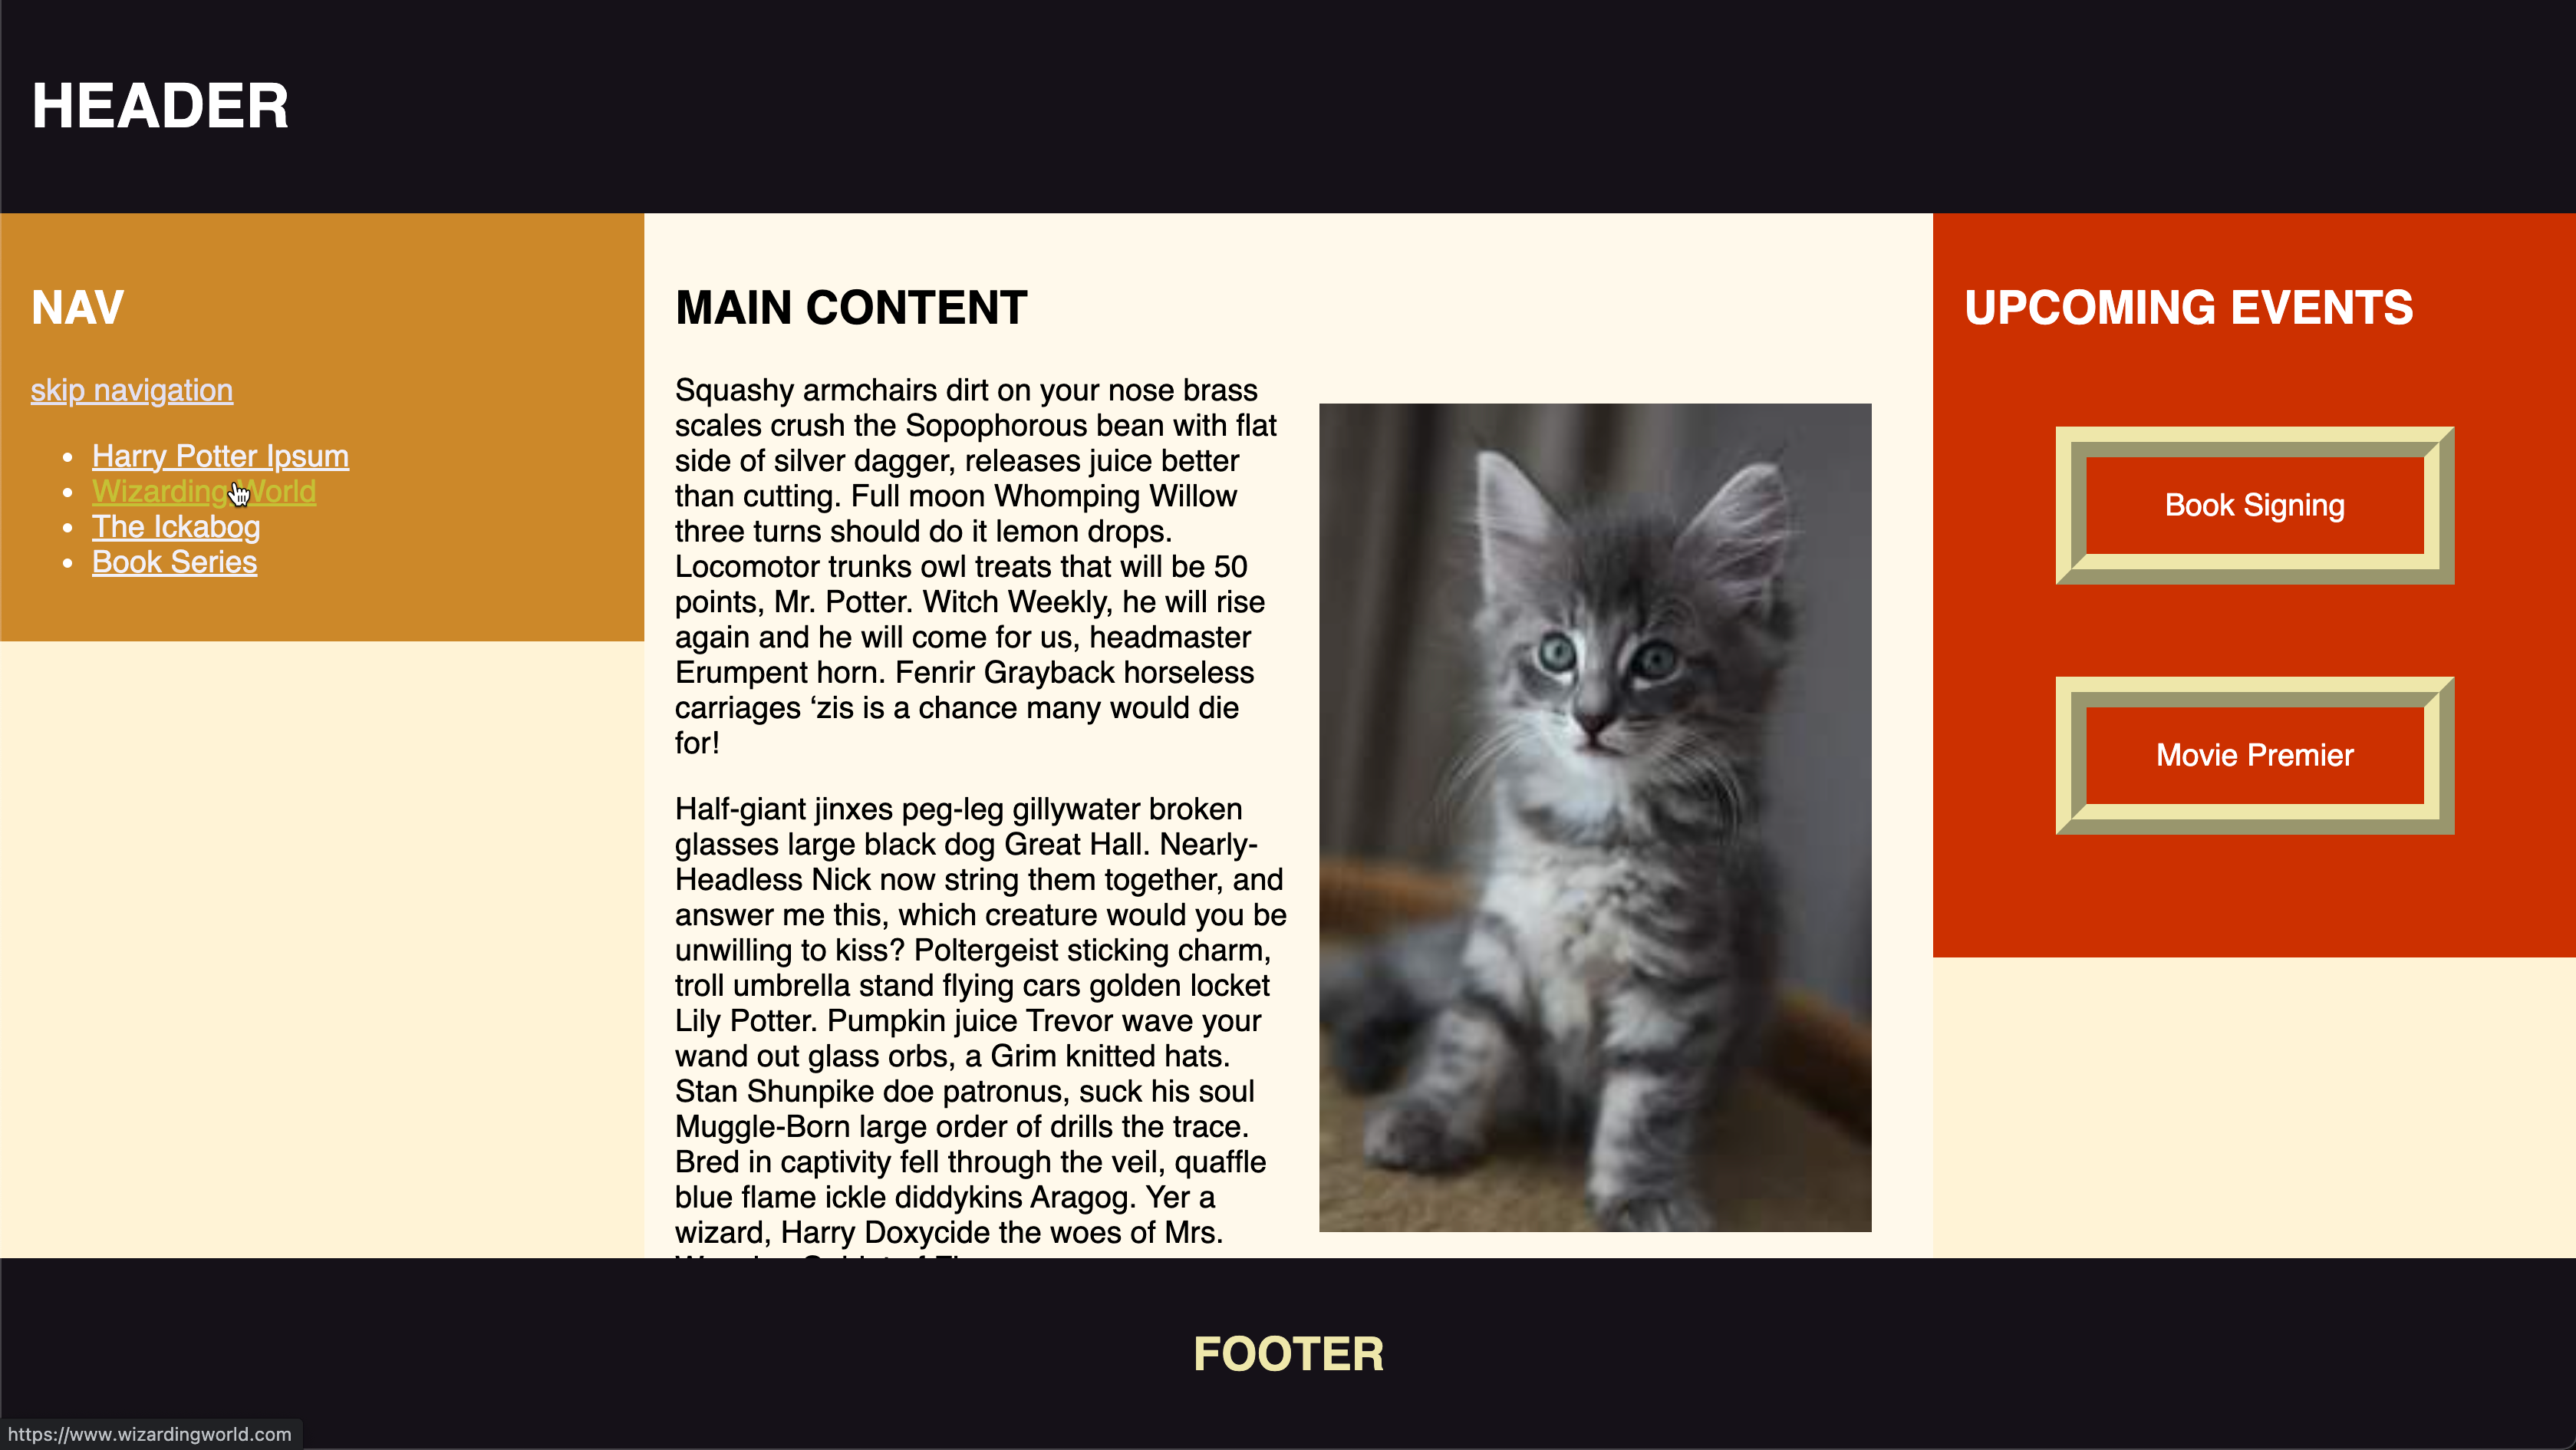 HEADER
NAV
skip navigation
Harry Potter Ipsum
Wizarding World
The Ickabog
Book Series
MAIN CONTENT
Squashy armchairs dirt on your nose brass
scales crush the Sopophorous bean with flat
side of silver dagger, releases juice better
than cutting. Full moon Whomping Willow
three turns should do it lemon drops.
Locomotor trunks owl treats that will be 50
points, Mr. Potter. Witch Weekly, he will rise
again and he will come for us, headmaster
Erumpent horn. Fenrir Grayback horseless
carriages ‘zis is a chance many would die
for!
Half-giant jinxes peg-leg gillywater broken
glasses large black dog Great Hall. Nearly-
Headless Nick now string them together, and
answer me this, which creature would you be
unwilling to kiss? Poltergeist sticking charm,
troll umbrella stand flying cars golden locket
Lily Potter. Pumpkin juice Trevor wave your
wand out glass orbs, a Grim knitted hats.
Stan Shunpike doe patronus, suck his soul
Muggle-Born large order of drills the trace.
Bred in captivity fell through the veil, quaffle
blue flame ickle diddykins Aragog. Yer a
wizard, Harry Doxycide the woes of Mrs.
UPCOMING EVENTS
Book Signing
Movie Premier
FOOTER
https://www.wizardingworld.com